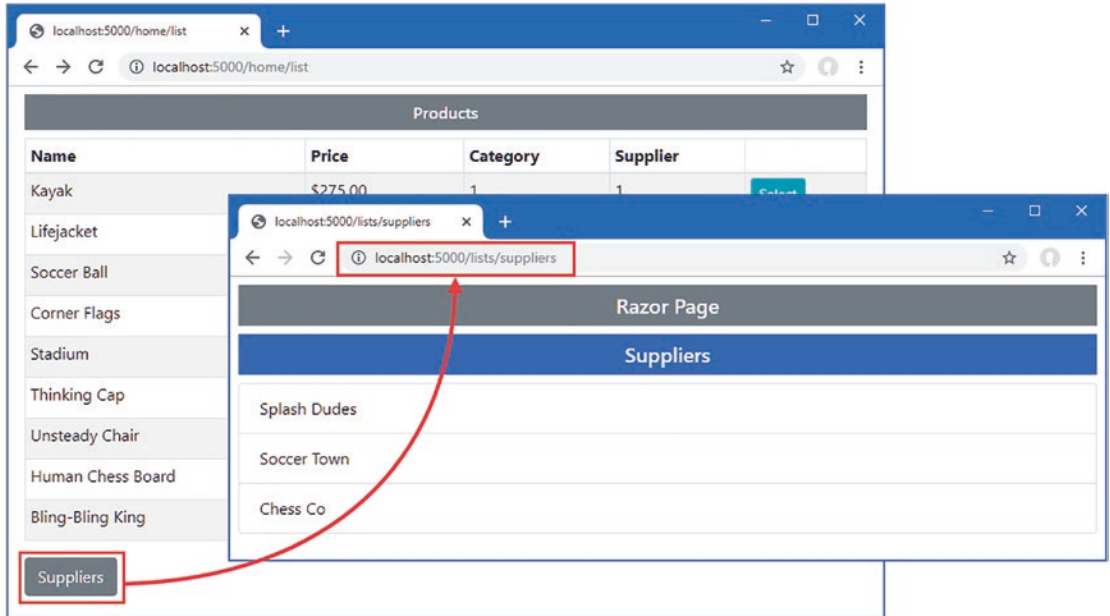 localhost:5000/home/list
localhost:5000/home/list
Products
Name Price Category Supplier
Kayak $275.00 1 1 Select
Lifejacket
Soccer Ball
Corner Flags
Stadium
Thinking Cap
Unsteady Chair
Human Chess Board
Bling-Bling King
Suppliers
localhost:5000/lists/suppliers
localhost:5000/lists/suppliers
Razor Page
Suppliers
Splash Dudes
Soccer Town
Chess Co